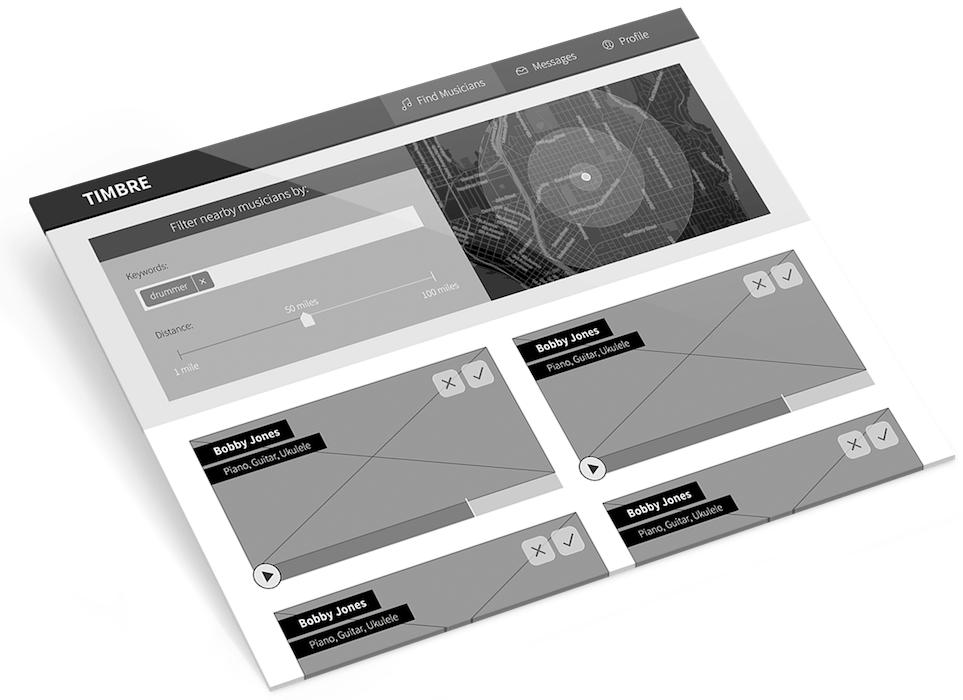 TIMBRE
Find Musicians
Messages
Profile
Filter nearby musicians by:
Keywords:
drummer ×
Distance:
50 miles
1 mile
100 miles
Bobby Jones
Piano, Guitar, Ukulele
Bobby Jones
Piano, Guitar, Ukulele
Bobby Jones
Piano, Guitar, Ukulele
Bobby Jones
Piano, Guitar, Ukulele